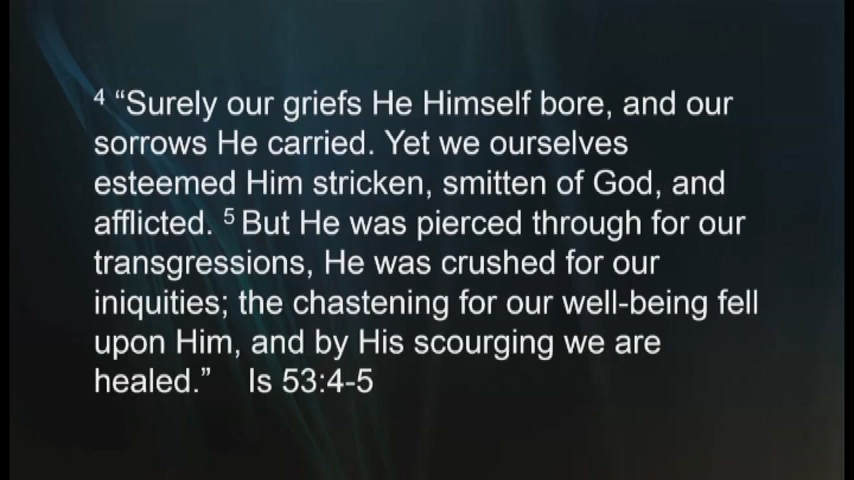 4 “Surely our griefs He Himself bore, and our
sorrows He carried. Yet we ourselves
esteemed Him stricken, smitten of God, and
afflicted. 5 But He was pierced through for our
transgressions, He was crushed for our
iniquities; the chastening for our well-being fell
upon Him, and by His scourging we are
healed.” Is 53:4-5